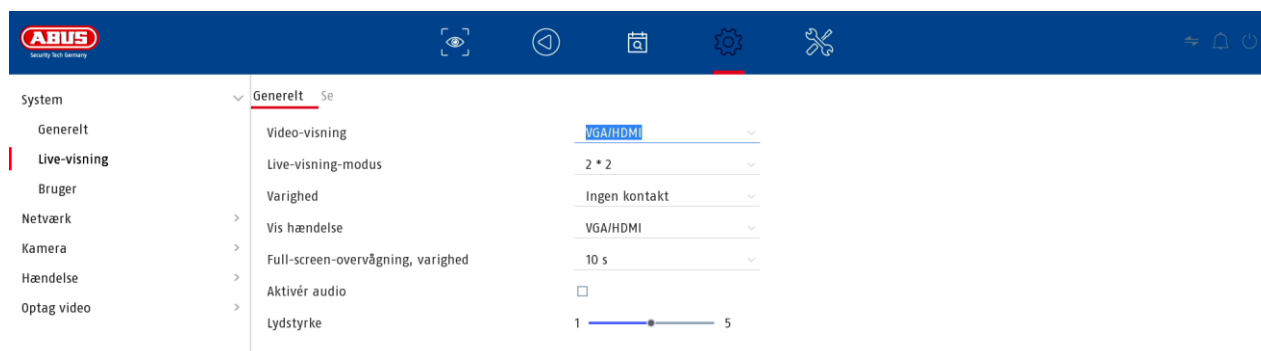 ABUS
Security Tech Germany
System
Generelt
Live-visning
Bruger
Netværk
Kamera
Hændelse
Optag video
Generelt Se
Video-visning VGA/HDMI
Live-visning-modus 2 * 2
Varighed Ingen kontakt
Vis hændelse VGA/HDMI
Full-screen-overvågning, varighed 10 s
Aktivér audio
Lydstyrke 1 5